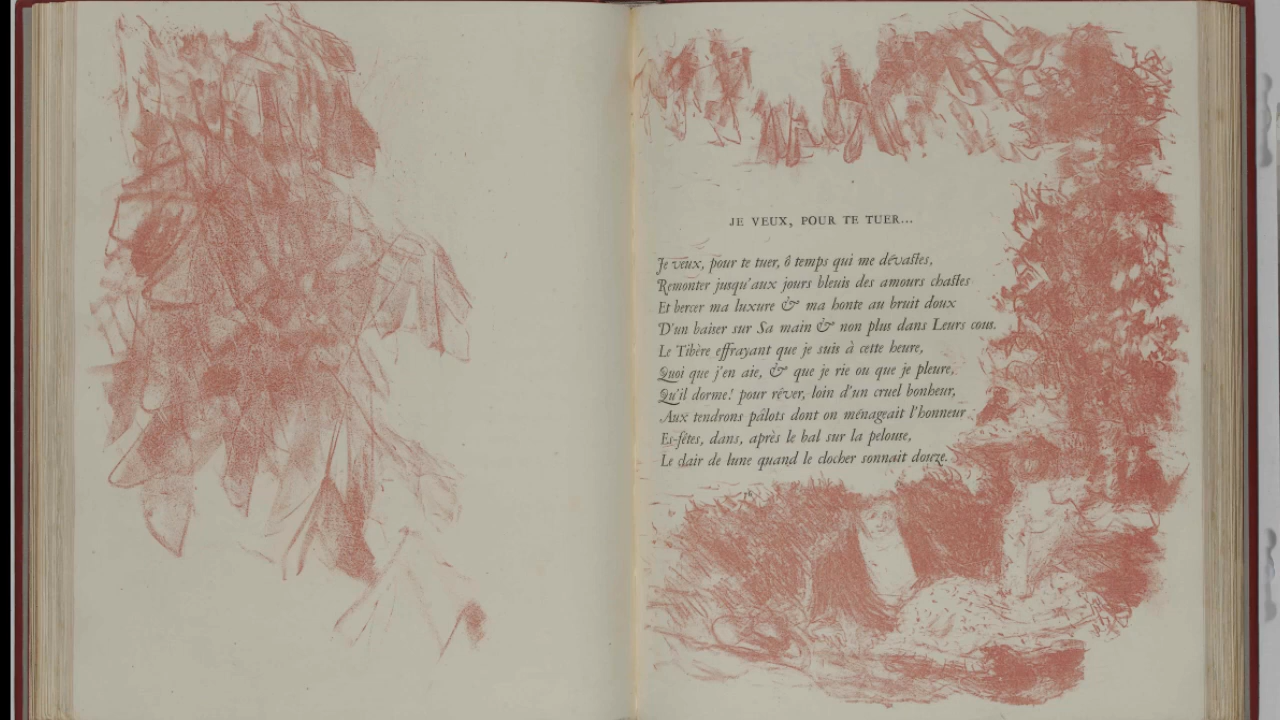 JE VEUX, POUR TE TUER...
Je veux, pour te tuer, ô temps qui me dévastes,
Remonter jusqu'aux jours bleuis des amours chastes
Et bercer ma luxure & ma honte au bruit doux
D'un baiser sur Sa main & non plus dans Leurs cous.
Le Tibère effrayant que je suis à cette heure,
Quoi que j'en aie, & que je rie ou que je pleure,
Qu'il dorme! pour rêver, loin d'un cruel bonheur,
Aux tendrons pâlots dont on ménageait l'honneur
Es-fêtes, dans, après le bal sur la pelouse,
Le clair de lune quand le clocher sonnait douze.